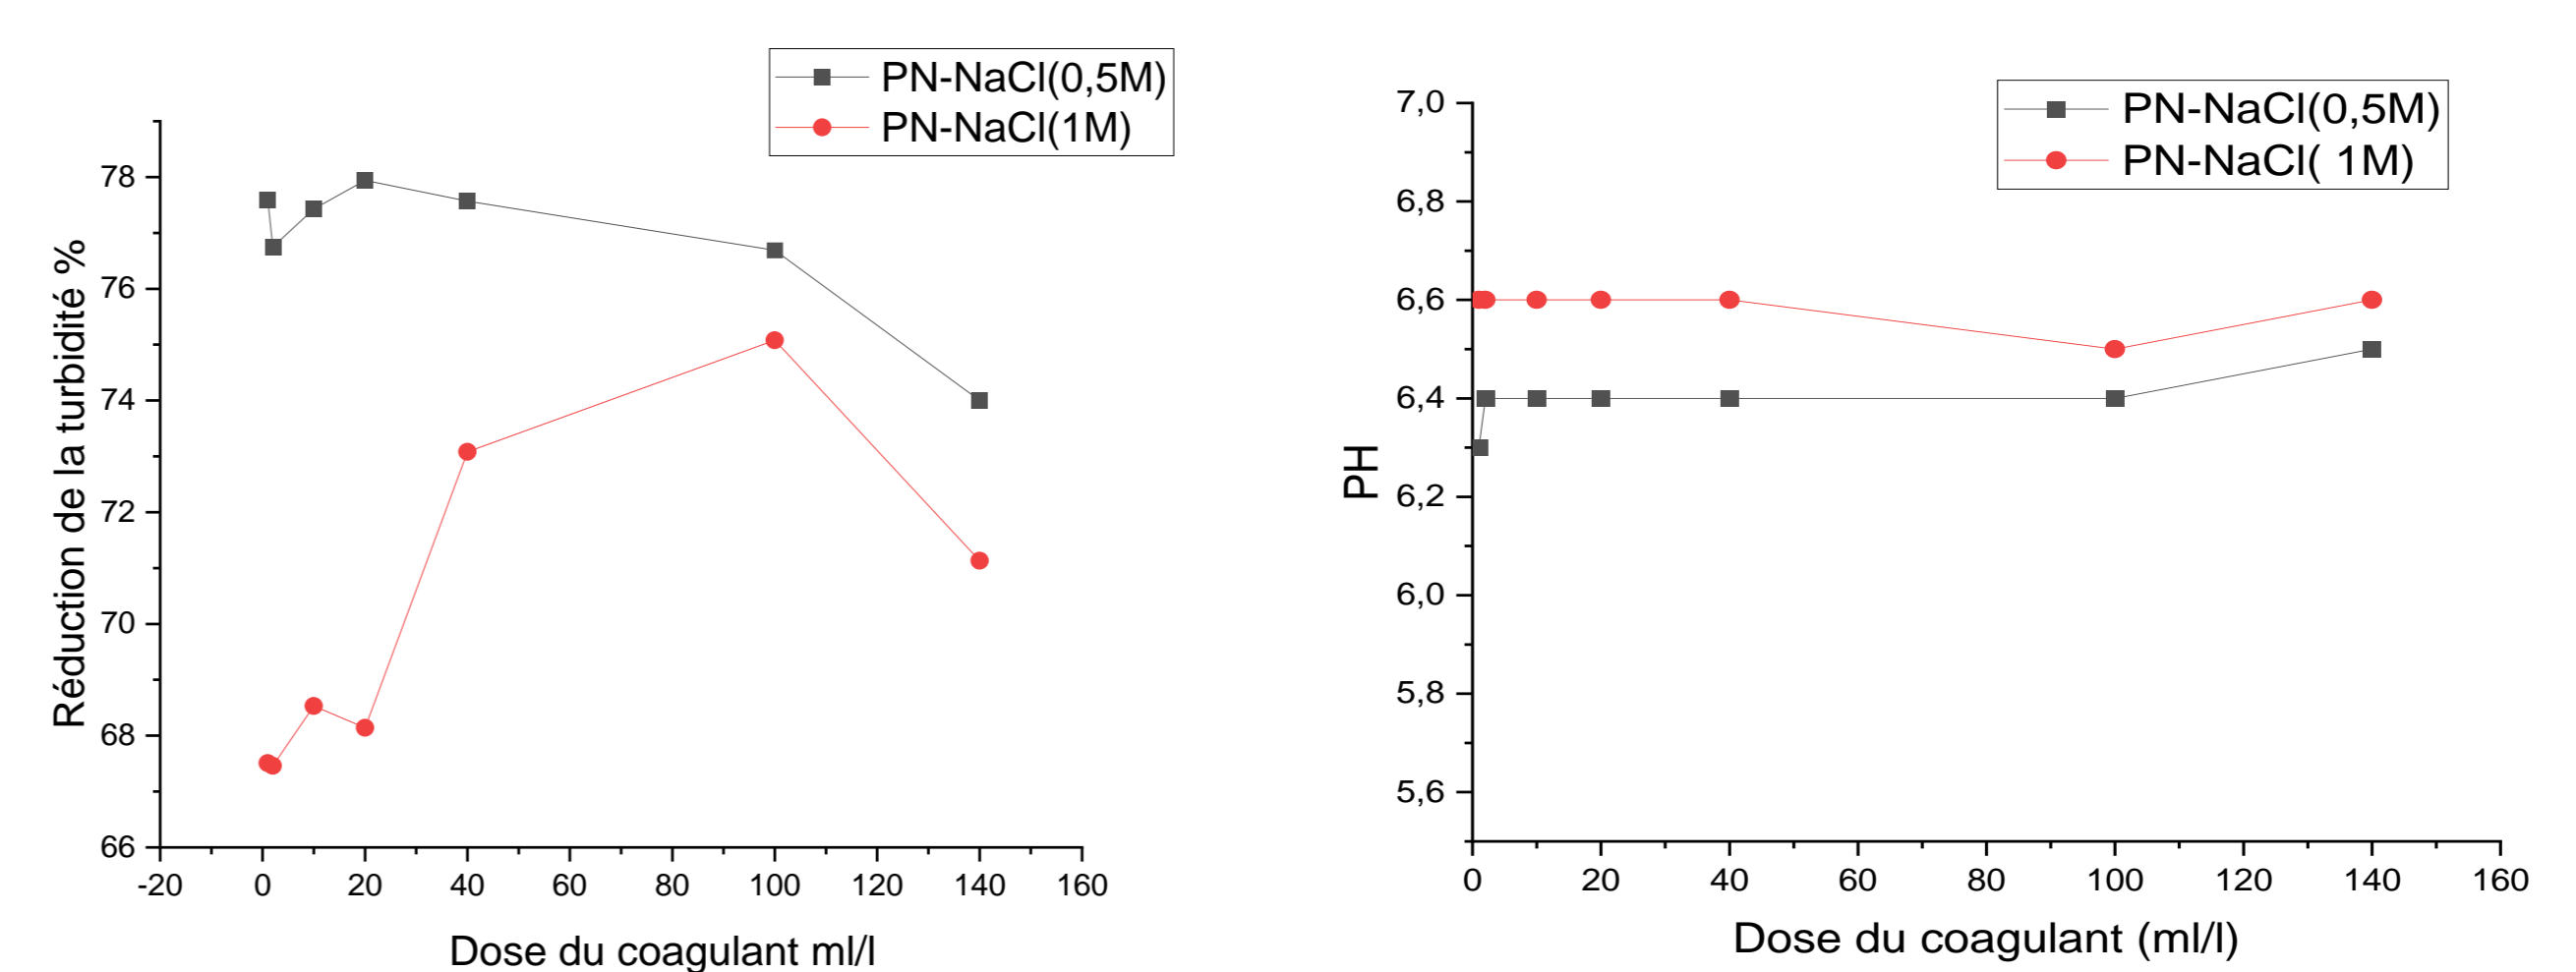 PN-NaCl(0,5M)
PN-NaCl(1M)
78
76
74
72
70
68
66
Réduction de la turbidité %
-20 0 20 40 60 80 100 120 140 160
Dose du coagulant ml/l
PN-NaCl(0,5M)
PN-NaCl( 1M)
7,0
6,8
6,6
6,4
6,2
6,0
5,8
5,6
PH
0 20 40 60 80 100 120 140 160
Dose du coagulant (ml/l)